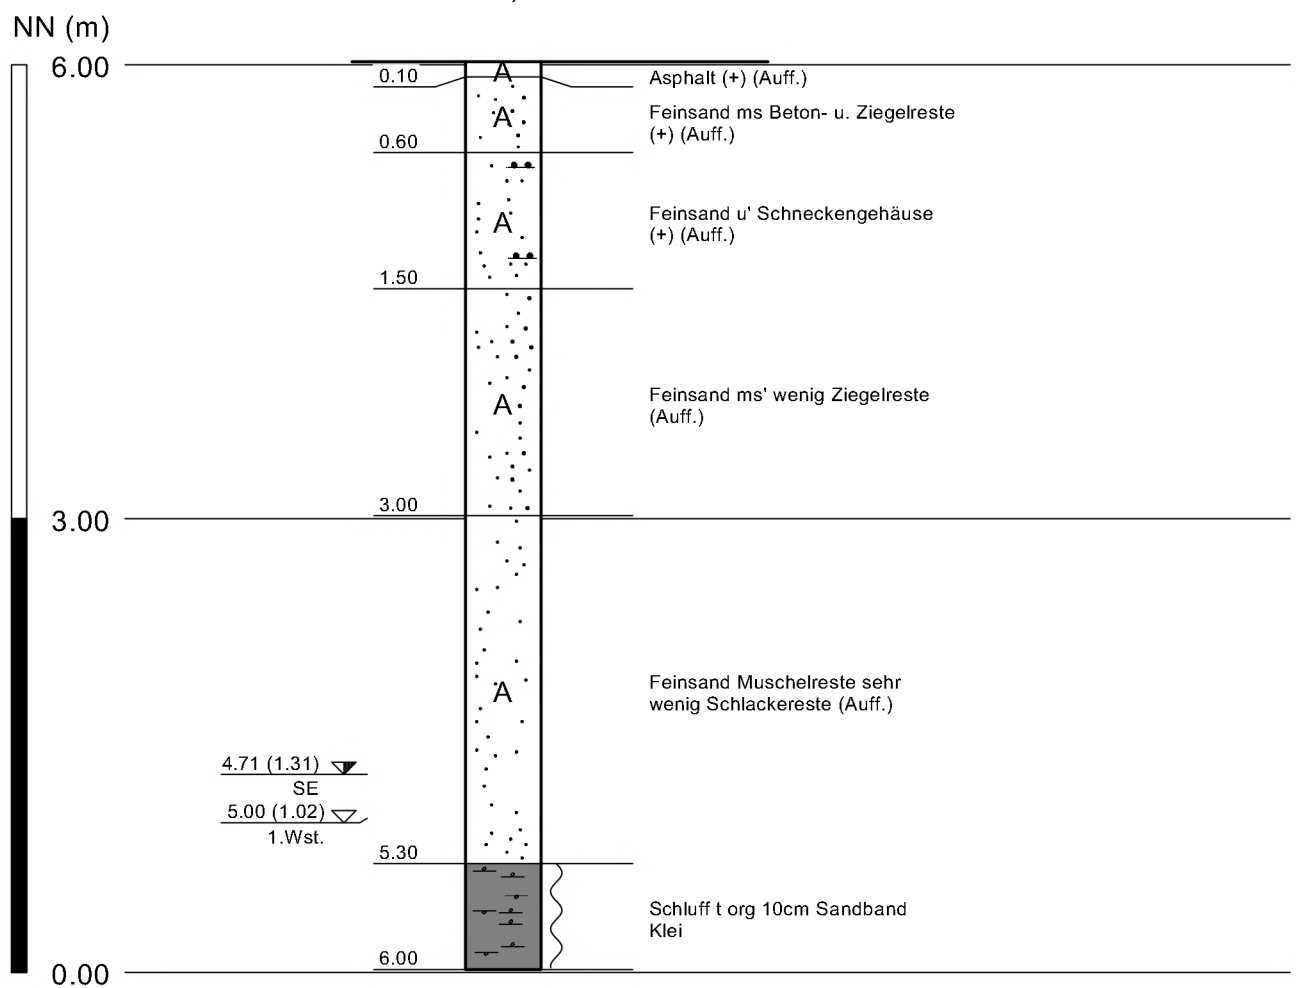 NN (m)
6.00
0.10
A
Asphalt (+) (Auff.)
A
Feinsand ms Beton- u. Ziegelreste
(+) (Auff.)
0.60
A
Feinsand u' Schneckengehäuse
(+) (Auff.)
1.50
A
Feinsand ms' wenig Ziegelreste
(Auff.)
3.00
3.00
A
Feinsand Muschelreste sehr
wenig Schlackereste (Auff.)
4.71 (1.31)
SE
5.00 (1.02)
1.Wst.
5.30
Schluff t org 10cm Sandband
Klei
6.00
0.00